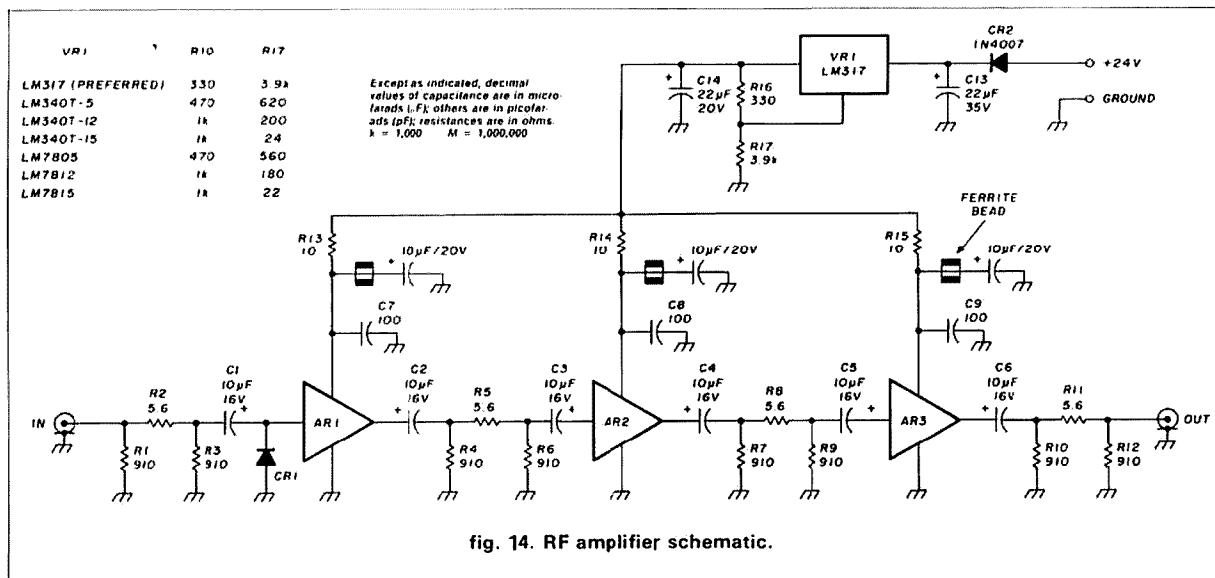 VR1 R10 R17
LM317 (PREFERRED) 330 3.9k
LM340T-5 470 620
LM340T-12 1k 200
LM340T-15 1k 24
LM7805 470 560
LM7812 1k 180
LM7815 1k 22
Except as indicated, decimal
values of capacitance are in micro-
farads (µF); others are in picofar-
ads (pF); resistances are in ohms.
k = 1,000 M = 1,000,000
C14
22µF
20V
R16
330
R17
3.9k
VR1
LM317
C13
22µF
35V
CR2
1N4007
+24V
GROUND
FERRITE
BEAD
R13
10
10µF/20V
R14
10
10µF/20V
R15
10
10µF/20V
C7
100
C8
100
C9
100
IN
R1
910
R2
5.6
R3
910
C1
10µF
16V
CR1
AR1
C2
10µF
16V
R4
910
R5
5.6
R6
910
C3
10µF
16V
AR2
C4
10µF
16V
R7
910
R8
5.6
R9
910
C5
10µF
16V
AR3
C6
10µF
16V
R10
910
R11
5.6
R12
910
OUT
fig. 14. RF amplifier schematic.